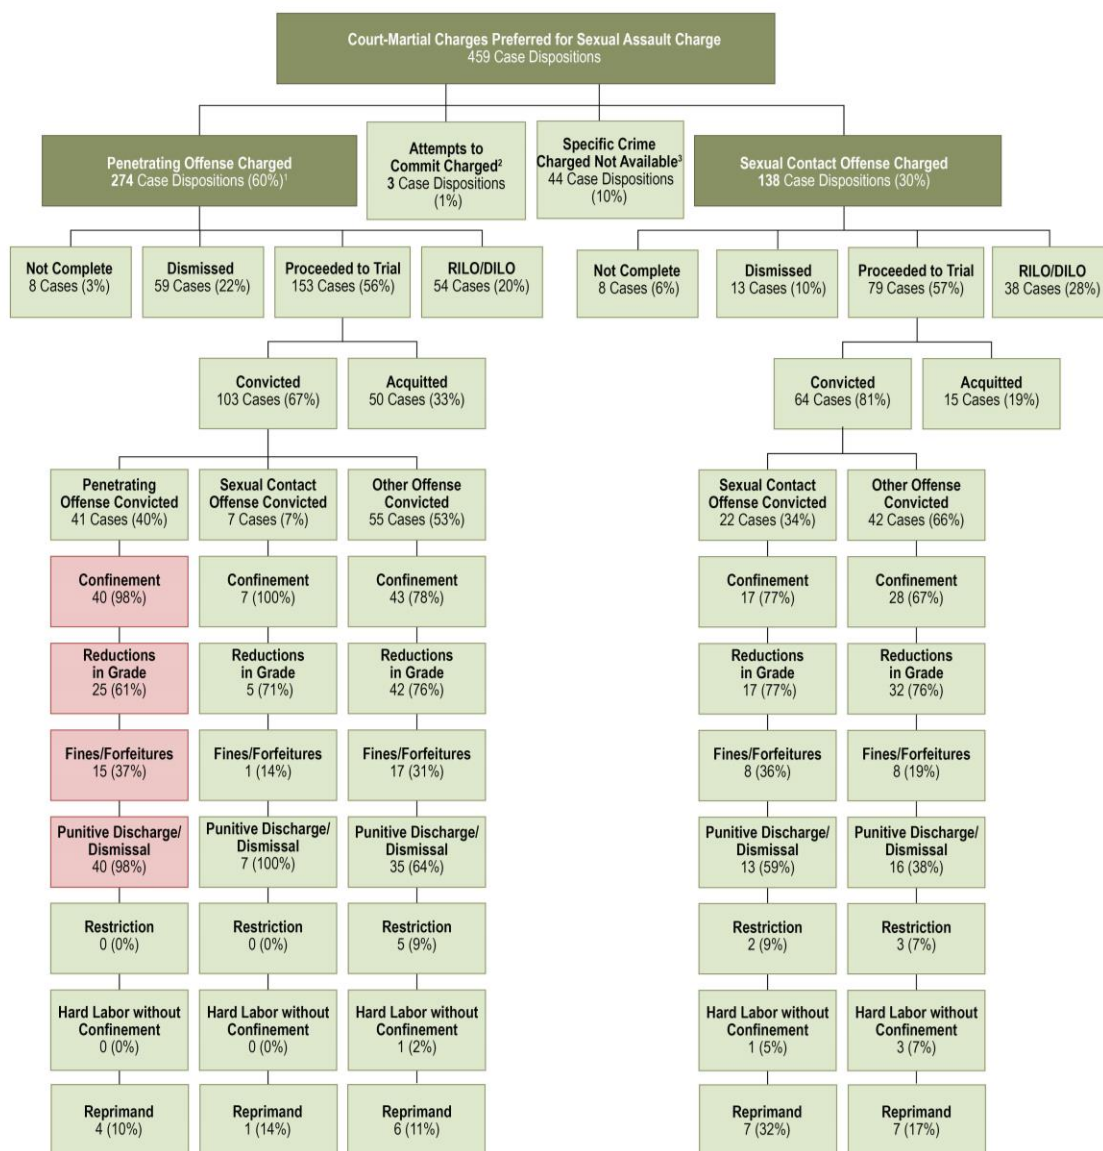 Court-Martial Charges Preferred for Sexual Assault Charge
459 Case Dispositions
Penetrating Offense Charged
274 Case Dispositions (60%)¹
Attempts to
Commit Charged²
3 Case Dispositions
(1%)
Specific Crime
Charged Not Available³
44 Case Dispositions
(10%)
Sexual Contact Offense Charged
138 Case Dispositions (30%)
Not Complete
8 Cases (3%)
Dismissed
59 Cases (22%)
Proceeded to Trial
153 Cases (56%)
RILO/DILO
54 Cases (20%)
Not Complete
8 Cases (6%)
Dismissed
13 Cases (10%)
Proceeded to Trial
79 Cases (57%)
RILO/DILO
38 Cases (28%)
Convicted
103 Cases (67%)
Acquitted
50 Cases (33%)
Convicted
64 Cases (81%)
Acquitted
15 Cases (19%)
Penetrating
Offense Convicted
41 Cases (40%)
Sexual Contact
Offense Convicted
7 Cases (7%)
Other Offense
Convicted
55 Cases (53%)
Sexual Contact
Offense Convicted
22 Cases (34%)
Other Offense
Convicted
42 Cases (66%)
Confinement
40 (98%)
Confinement
7 (100%)
Confinement
43 (78%)
Confinement
17 (77%)
Confinement
28 (67%)
Reductions
in Grade
25 (61%)
Reductions
in Grade
5 (71%)
Reductions
in Grade
42 (76%)
Reductions
in Grade
17 (77%)
Reductions
in Grade
32 (76%)
Fines/Forfeitures
15 (37%)
Fines/Forfeitures
1 (14%)
Fines/Forfeitures
17 (31%)
Fines/Forfeitures
8 (36%)
Fines/Forfeitures
8 (19%)
Punitive Discharge/
Dismissal
40 (98%)
Punitive Discharge/
Dismissal
7 (100%)
Punitive Discharge/
Dismissal
35 (64%)
Punitive Discharge/
Dismissal
13 (59%)
Punitive Discharge/
Dismissal
16 (38%)
Restriction
0 (0%)
Restriction
0 (0%)
Restriction
5 (9%)
Restriction
2 (9%)
Restriction
3 (7%)
Hard Labor without
Confinement
0 (0%)
Hard Labor without
Confinement
0 (0%)
Hard Labor without
Confinement
1 (2%)
Hard Labor without
Confinement
1 (5%)
Hard Labor without
Confinement
3 (7%)
Reprimand
4 (10%)
Reprimand
1 (14%)
Reprimand
6 (11%)
Reprimand
7 (32%)
Reprimand
7 (17%)